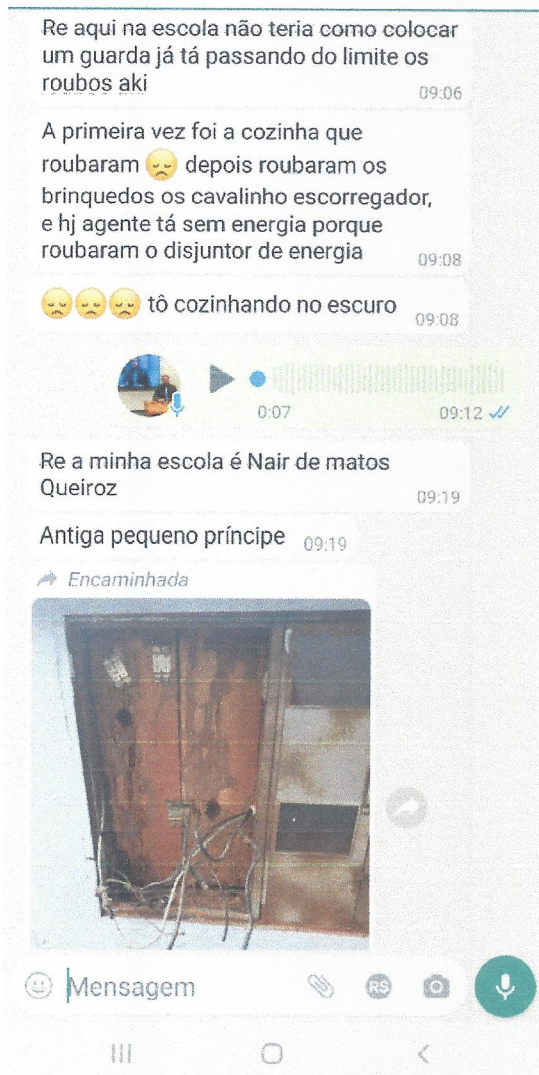 Re aqui na escola não teria como colocar
um guarda já tá passando do limite os
roubos aki
09:06
A primeira vez foi a cozinha que
roubaram 😞 depois roubaram os
brinquedos os cavalinho escorregador,
e hj agente tá sem energia porque
roubaram o disjuntor de energia
09:08
😞😞😞 tô cozinhando no escuro
09:08
0:07 09:12
Re a minha escola é Nair de matos
Queiroz
09:19
Antiga pequeno príncipe 09:19
Encaminhada
Mensagem
RS